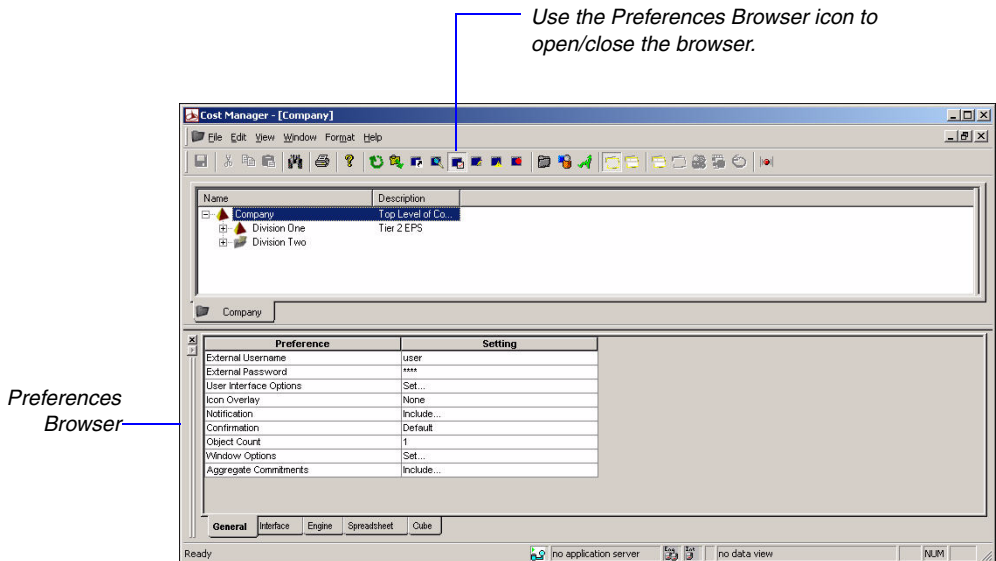 Use the Preferences Browser icon to
open/close the browser.
Cost Manager - [Company]
File Edit View Window Format Help
Name Description
Company Top Level of Co...
Division One Tier 2 EPS
Division Two
Company
Preferences
Browser
Preference Setting
External Username user
External Password ****
User Interface Options Set...
Icon Overlay None
Notification Include...
Confirmation Default
Object Count 1
Window Options Set...
Aggregate Commitments Include...
General Interface Engine Spreadsheet Cube
Ready no application server Eng Ext no data view NUM